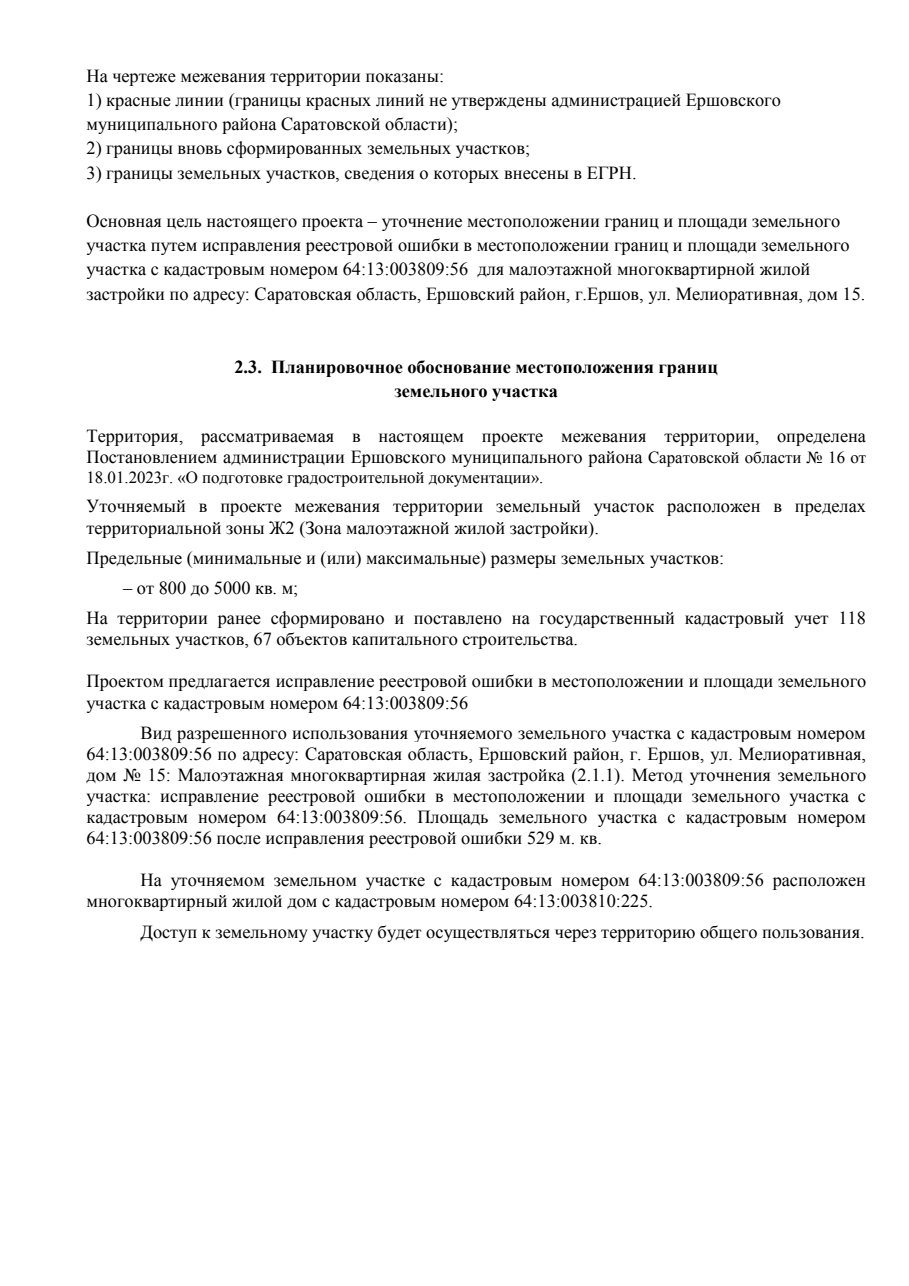 На чертеже межевания территории показаны:
1) красные линии (границы красных линий не утверждены администрацией Ершовского
муниципального района Саратовской области);
2) границы вновь сформированных земельных участков;
3) границы земельных участков, сведения о которых внесены в ЕГРН.
Основная цель настоящего проекта – уточнение местоположении границ и площади земельного
участка путем исправления реестровой ошибки в местоположении границ и площади земельного
участка с кадастровым номером 64:13:003809:56 для малоэтажной многоквартирной жилой
застройки по адресу: Саратовская область, Ершовский район, г.Ершов, ул. Мелиоративная, дом 15.
2.3. Планировочное обоснование местоположения границ
земельного участка
Территория, рассматриваемая в настоящем проекте межевания территории, определена
Постановлением администрации Ершовского муниципального района Саратовской области № 16 от
18.01.2023г. «О подготовке градостроительной документации».
Уточняемый в проекте межевания территории земельный участок расположен в пределах
территориальной зоны Ж2 (Зона малоэтажной жилой застройки).
Предельные (минимальные и (или) максимальные) размеры земельных участков:
– от 800 до 5000 кв. м;
На территории ранее сформировано и поставлено на государственный кадастровый учет 118
земельных участков, 67 объектов капитального строительства.
Проектом предлагается исправление реестровой ошибки в местоположении и площади земельного
участка с кадастровым номером 64:13:003809:56
Вид разрешенного использования уточняемого земельного участка с кадастровым номером
64:13:003809:56 по адресу: Саратовская область, Ершовский район, г. Ершов, ул. Мелиоративная,
дом № 15: Малоэтажная многоквартирная жилая застройка (2.1.1). Метод уточнения земельного
участка: исправление реестровой ошибки в местоположении и площади земельного участка с
кадастровым номером 64:13:003809:56. Площадь земельного участка с кадастровым номером
64:13:003809:56 после исправления реестровой ошибки 529 м. кв.
На уточняемом земельном участке с кадастровым номером 64:13:003809:56 расположен
многоквартирный жилой дом с кадастровым номером 64:13:003810:225.
Доступ к земельному участку будет осуществляться через территорию общего пользования.